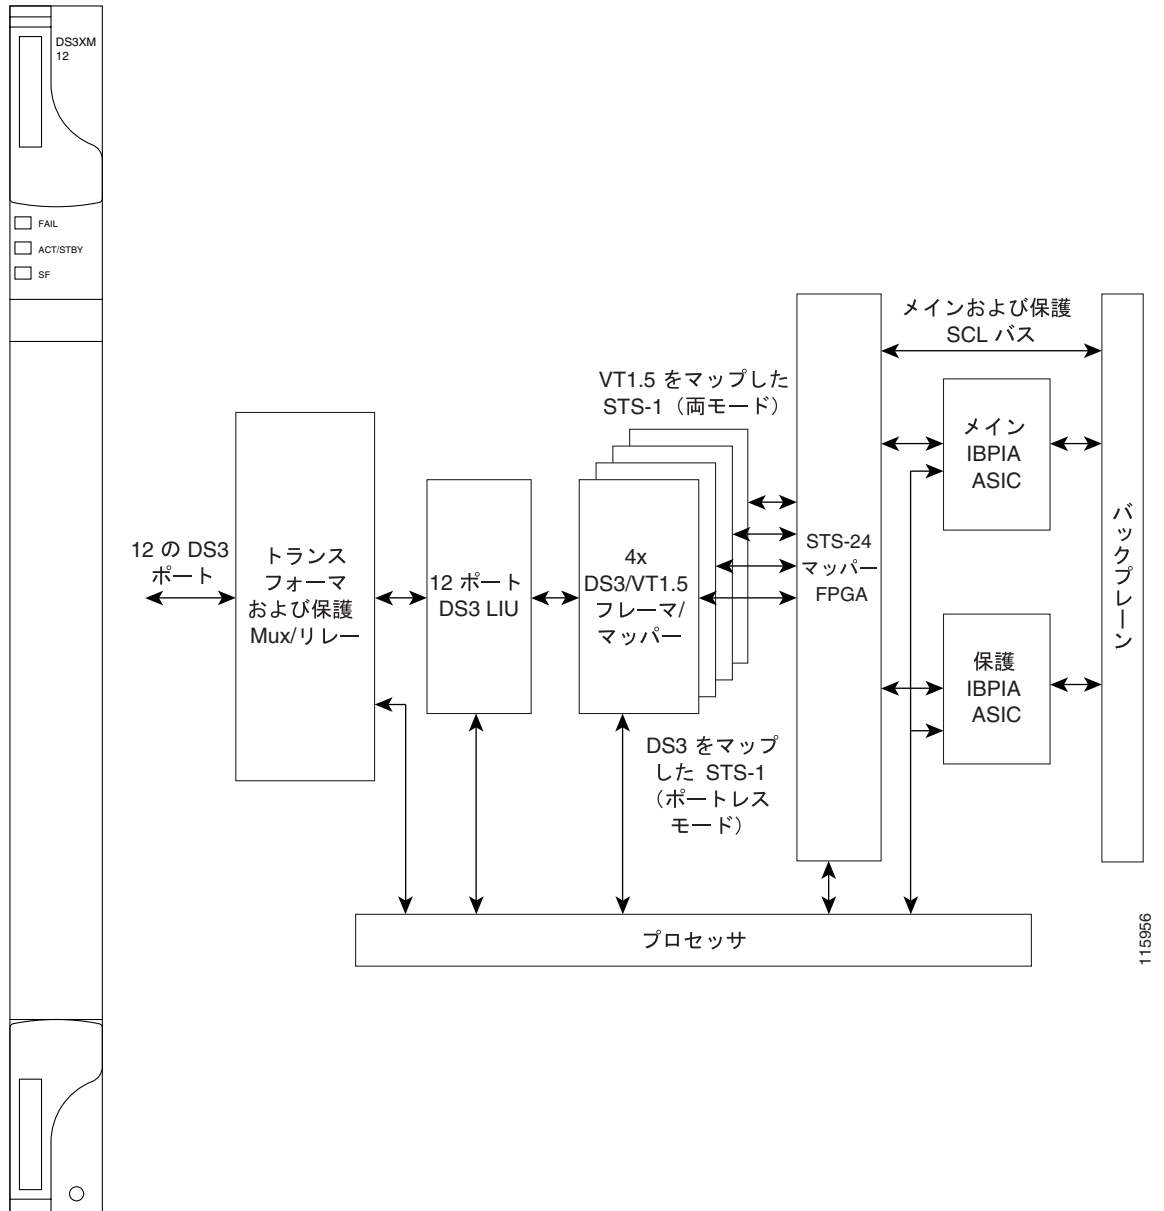 DS3XM
12
FAIL
ACT/STBY
SF
メインおよび保護
SCL バス
VT1.5 をマップした
STS-1（両モード）
メイン
IBPIA
ASIC
12 の DS3
ポート
トランス
フォーマ
および保護
Mux/リレー
12 ポート
DS3 LIU
4x
DS3/VT1.5
フレーマ/
マッパー
STS-24
マッパー
FPGA
バックプレーン
保護
IBPIA
ASIC
DS3 をマップ
した STS-1
（ポートレス
モード）
プロセッサ
115956